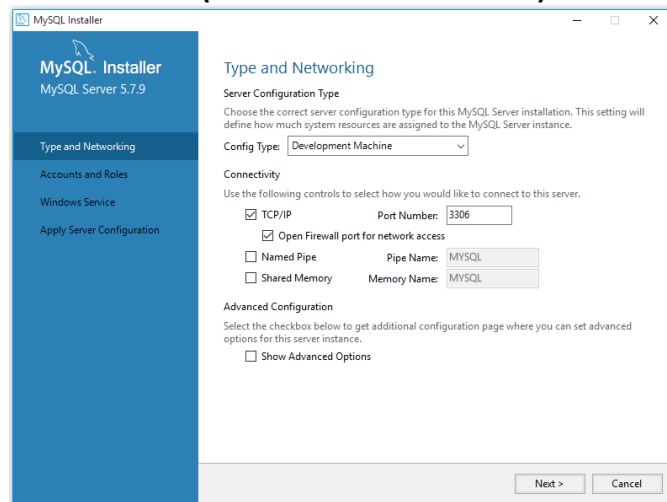 MySQL Installer
MySQL. Installer
MySQL Server 5.7.9
Type and Networking
Accounts and Roles
Windows Service
Apply Server Configuration
Type and Networking
Server Configuration Type
Choose the correct server configuration type for this MySQL Server installation. This setting will
define how much system resources are assigned to the MySQL Server instance.
Config Type: Development Machine
Connectivity
Use the following controls to select how you would like to connect to this server.
TCP/IP Port Number: 3306
Open Firewall port for network access
Named Pipe Pipe Name: MYSQL
Shared Memory Memory Name: MYSQL
Advanced Configuration
Select the checkbox below to get additional configuration page where you can set advanced
options for this server instance.
Show Advanced Options
Next > Cancel